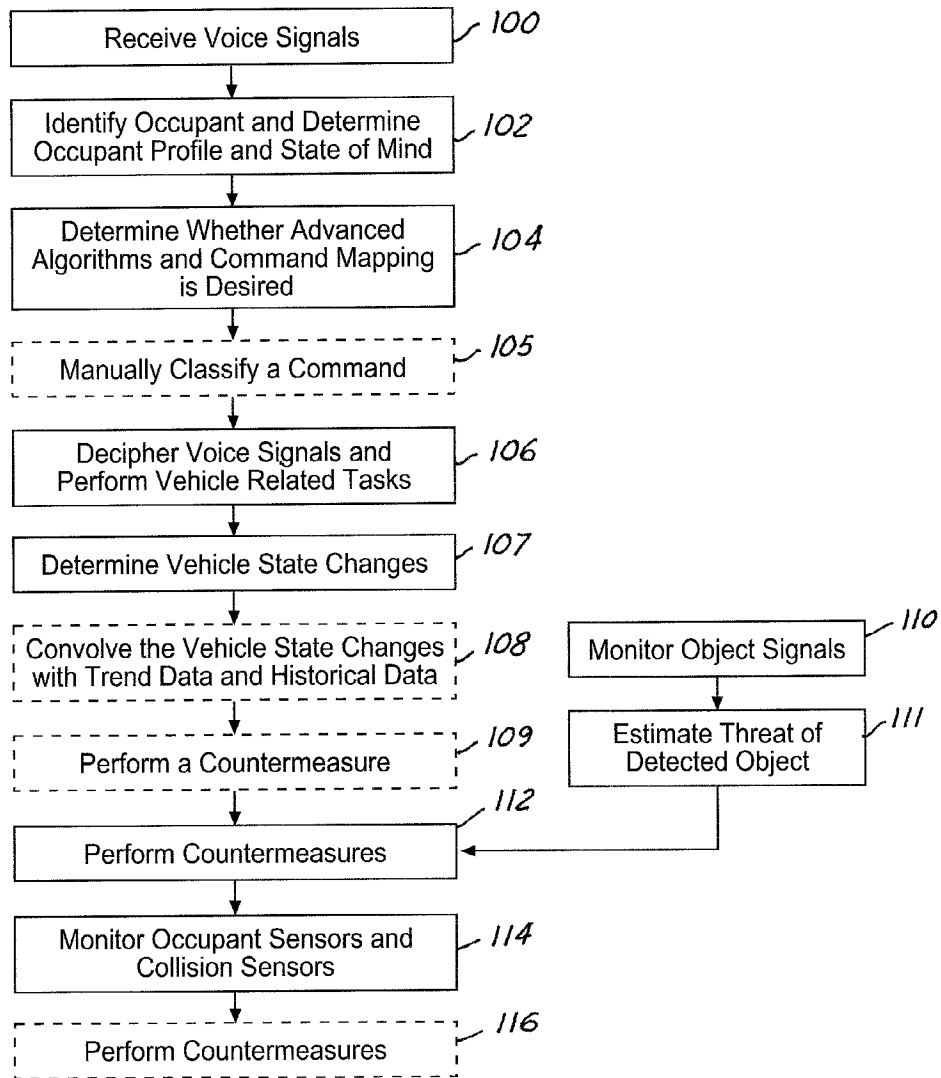 Receive Voice Signals
100
Identify Occupant and Determine
Occupant Profile and State of Mind
102
Determine Whether Advanced
Algorithms and Command Mapping
is Desired
104
Manually Classify a Command
105
Decipher Voice Signals and
Perform Vehicle Related Tasks
106
Determine Vehicle State Changes
107
Convolve the Vehicle State Changes
with Trend Data and Historical Data
108
Perform a Countermeasure
109
Monitor Object Signals
110
Estimate Threat of
Detected Object
111
Perform Countermeasures
112
Monitor Occupant Sensors and
Collision Sensors
114
Perform Countermeasures
116